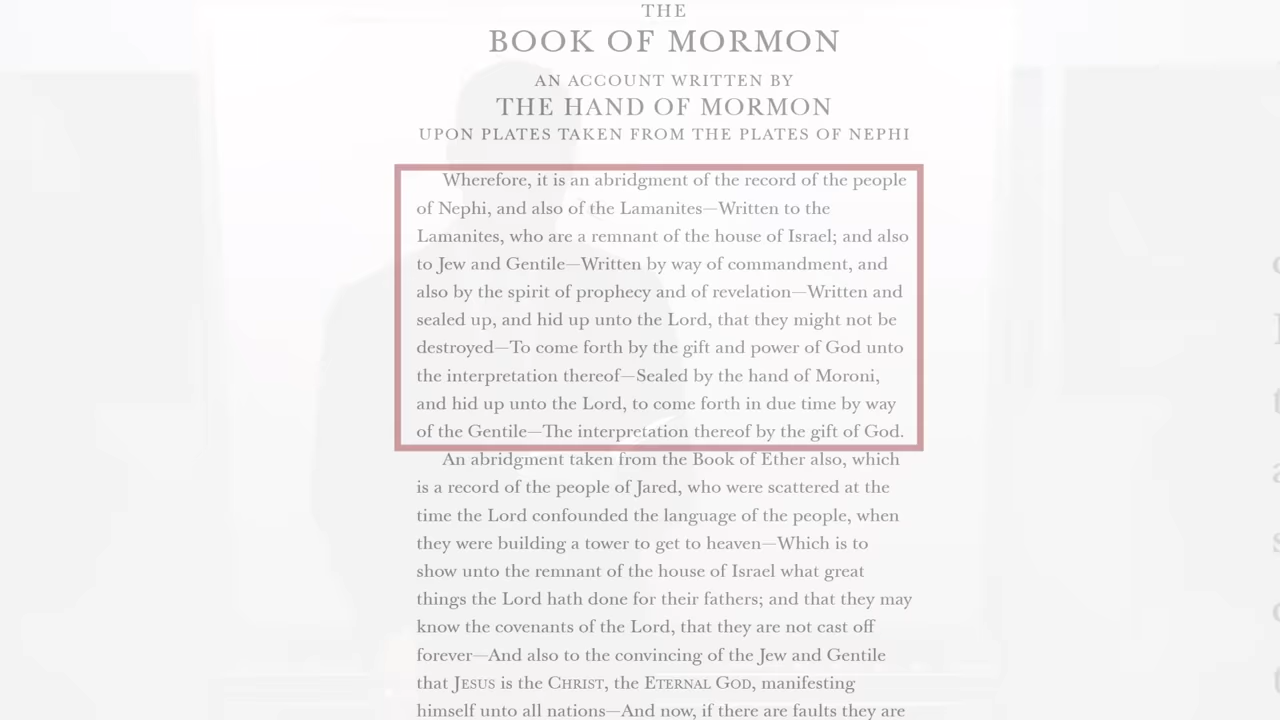 THE
BOOK OF MORMON
AN ACCOUNT WRITTEN BY
THE HAND OF MORMON
UPON PLATES TAKEN FROM THE PLATES OF NEPHI
Wherefore, it is an abridgment of the record of the people
of Nephi, and also of the Lamanites—Written to the
Lamanites, who are a remnant of the house of Israel; and also
to Jew and Gentile—Written by way of commandment, and
also by the spirit of prophecy and of revelation—Written and
sealed up, and hid up unto the Lord, that they might not be
destroyed—To come forth by the gift and power of God unto
the interpretation thereof—Sealed by the hand of Moroni,
and hid up unto the Lord, to come forth in due time by way
of the Gentile—The interpretation thereof by the gift of God.
An abridgment taken from the Book of Ether also, which
is a record of the people of Jared, who were scattered at the
time the Lord confounded the language of the people, when
they were building a tower to get to heaven—Which is to
show unto the remnant of the house of Israel what great
things the Lord hath done for their fathers; and that they may
know the covenants of the Lord, that they are not cast off
forever—And also to the convincing of the Jew and Gentile
that JESUS is the CHRIST, the ETERNAL GOD, manifesting
himself unto all nations—And now, if there are faults they are